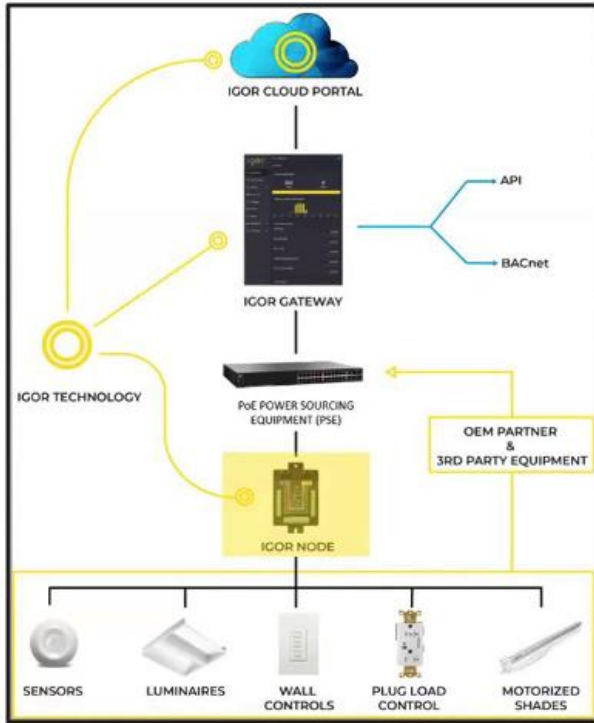 IGOR CLOUD PORTAL
API
BACnet
IGOR GATEWAY
IGOR TECHNOLOGY
PoE POWER SOURCING
EQUIPMENT (PSE)
OEM PARTNER
&
3RD PARTY EQUIPMENT
IGOR NODE
SENSORS
LUMINAIRES
WALL
CONTROLS
PLUG LOAD
CONTROL
MOTORIZED
SHADES